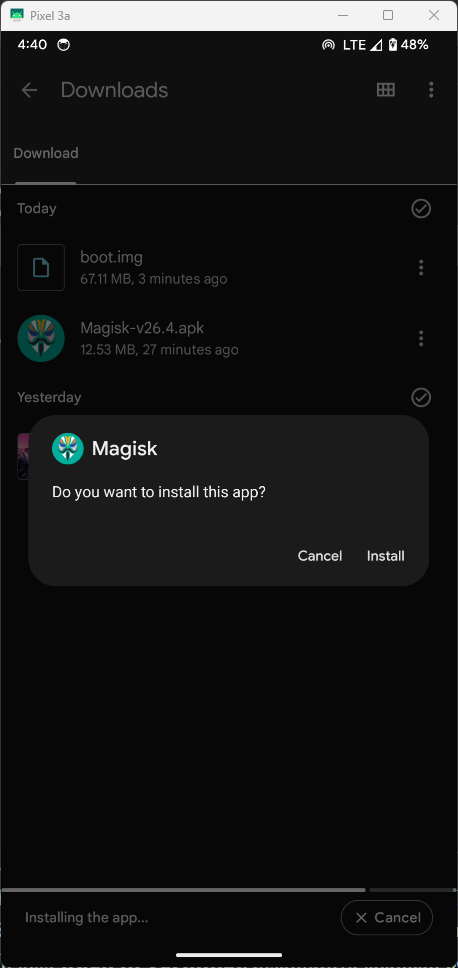 Pixel 3a
4:40 LTE 48%
Downloads
Download
Today
boot.img
67.11 MB, 3 minutes ago
Magisk-v26.4.apk
12.53 MB, 27 minutes ago
Yesterday
Magisk
Do you want to install this app?
Cancel Install
Installing the app... Cancel